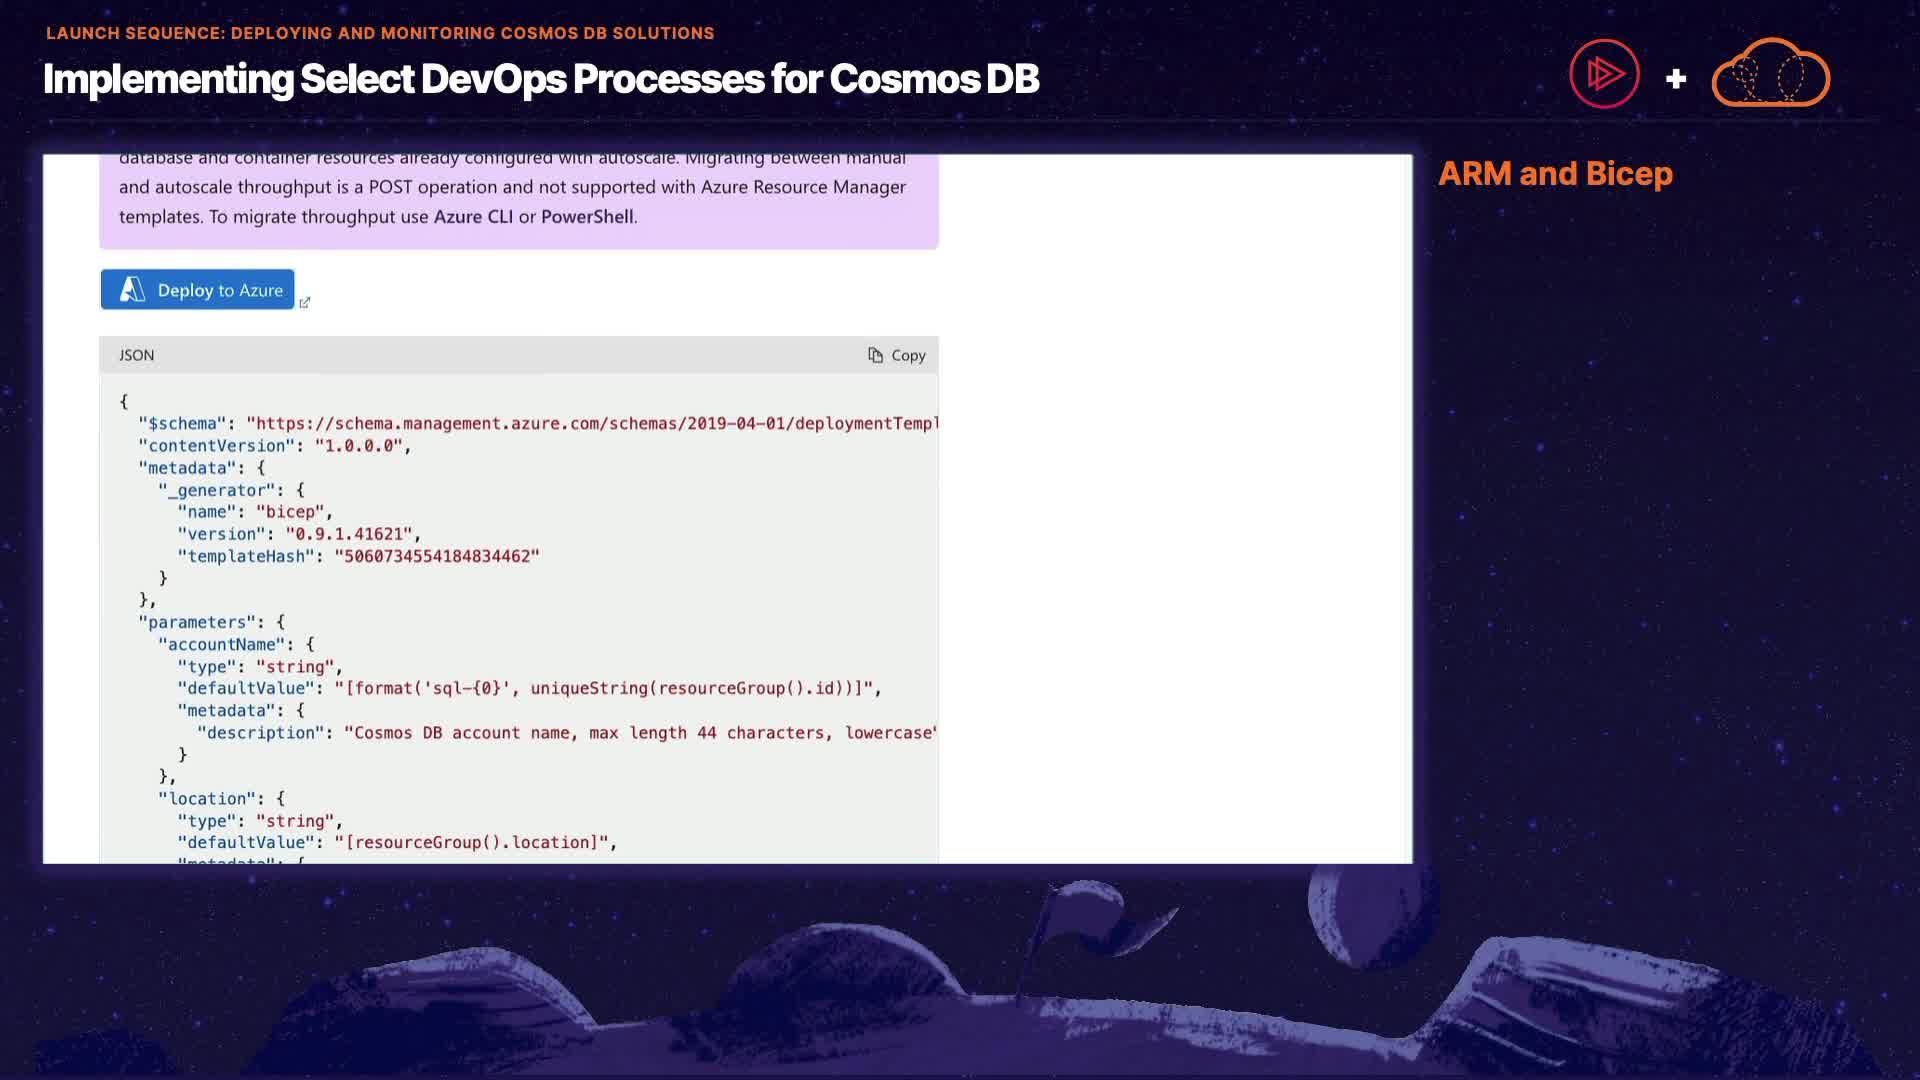 LAUNCH SEQUENCE: DEPLOYING AND MONITORING COSMOS DB SOLUTIONS
Implementing Select DevOps Processes for Cosmos DB
+
database and container resources already configured with autoscale. Migrating between manual
and autoscale throughput is a POST operation and not supported with Azure Resource Manager
templates. To migrate throughput use Azure CLI or PowerShell.
ARM and Bicep
Deploy to Azure
JSON
Copy
{
"$schema": "https://schema.management.azure.com/schemas/2019-04-01/deploymentTempl
"contentVersion": "1.0.0.0",
"metadata": {
"_generator": {
"name": "bicep",
"version": "0.9.1.41621",
"templateHash": "5060734554184834462"
}
},
"parameters": {
"accountName": {
"type": "string",
"defaultValue": "[format('sql-{0}', uniqueString(resourceGroup().id))]",
"metadata": {
"description": "Cosmos DB account name, max length 44 characters, lowercase"
}
},
"location": {
"type": "string",
"defaultValue": "[resourceGroup().location]",
"metadata": {